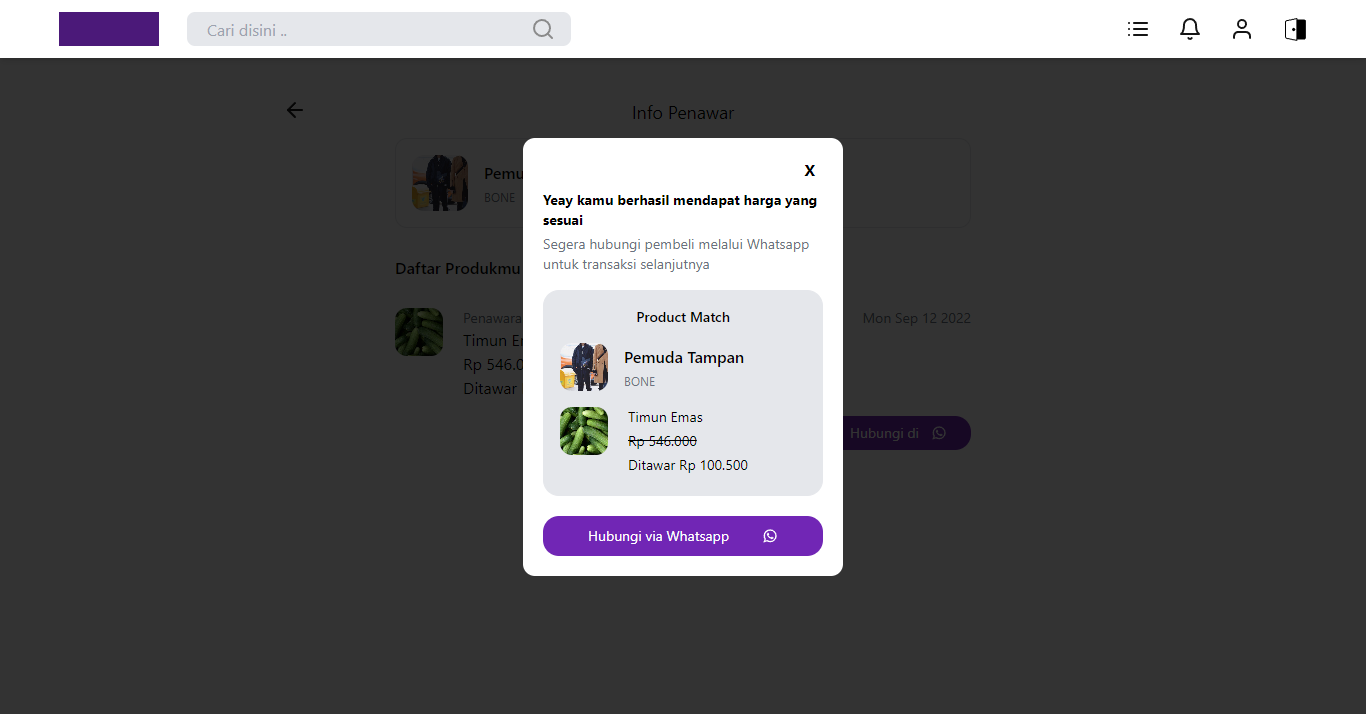 Cari disini ..
Info Penawar
Pemu
BONE
Daftar Produkmu
Penawara
Timun E
Rp 546.0
Ditawar
Mon Sep 12 2022
Hubungi di
X
Yeay kamu berhasil mendapat harga yang
sesuai
Segera hubungi pembeli melalui Whatsapp
untuk transaksi selanjutnya
Product Match
Pemuda Tampan
BONE
Timun Emas
Rp 546.000
Ditawar Rp 100.500
Hubungi via Whatsapp